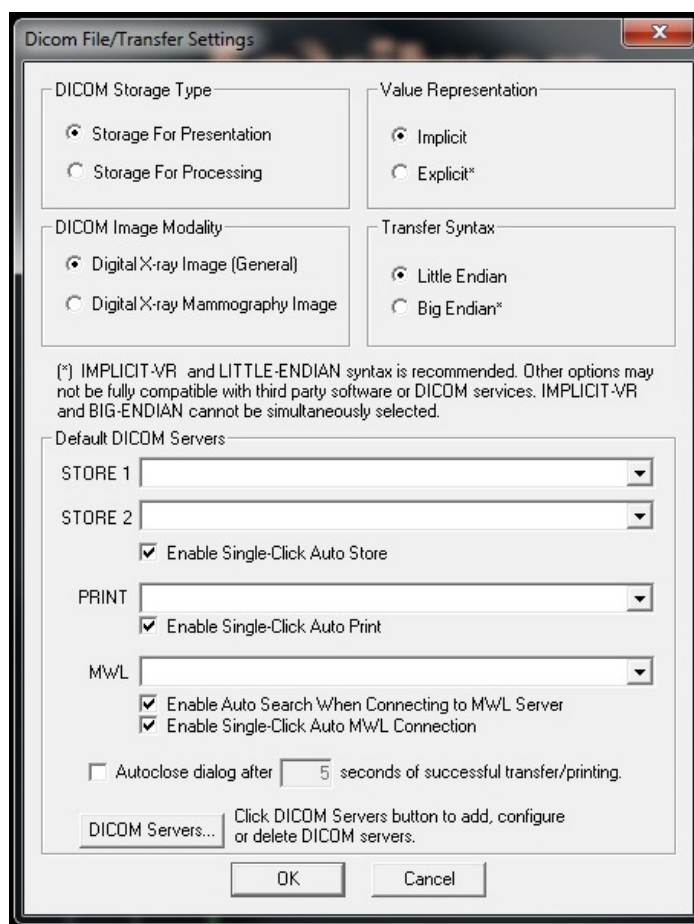 Dicom File/Transfer Settings
DICOM Storage Type
Storage For Presentation
Storage For Processing
Value Representation
Implicit
Explicit*
DICOM Image Modality
Digital X-ray Image (General)
Digital X-ray Mammography Image
Transfer Syntax
Little Endian
Big Endian*
(*) IMPLICIT-VR and LITTLE-ENDIAN syntax is recommended. Other options may
not be fully compatible with third party software or DICOM services. IMPLICIT-VR
and BIG-ENDIAN cannot be simultaneously selected.
Default DICOM Servers
STORE 1
STORE 2
Enable Single-Click Auto Store
PRINT
Enable Single-Click Auto Print
MWL
Enable Auto Search When Connecting to MWL Server
Enable Single-Click Auto MWL Connection
Autoclose dialog after 5 seconds of successful transfer/printing.
DICOM Servers...
Click DICOM Servers button to add, configure
or delete DICOM servers.
OK
Cancel